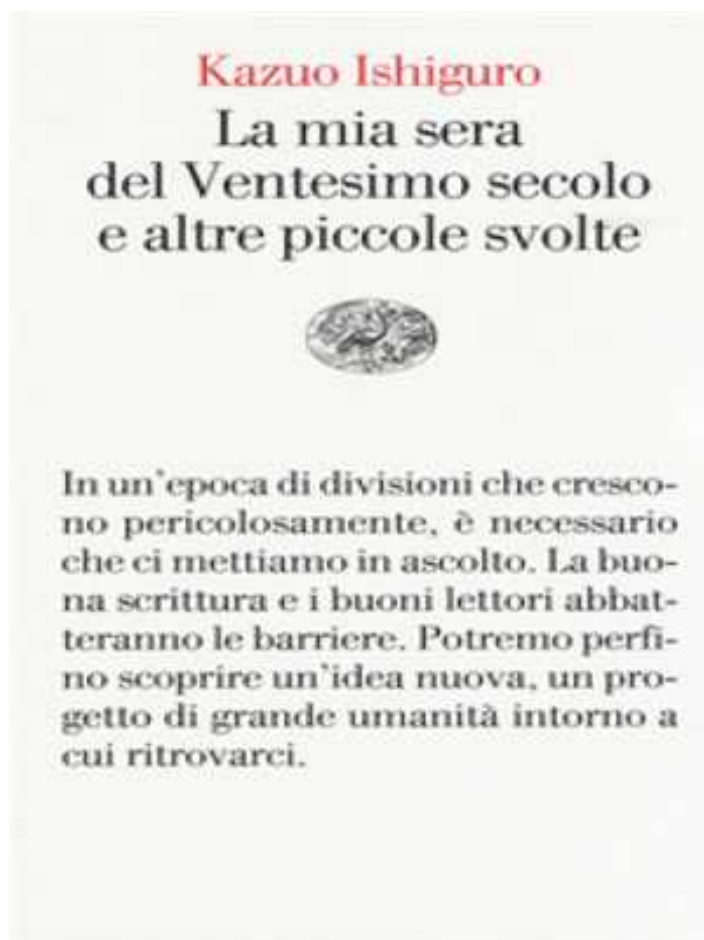 Kazuo Ishiguro
La mia sera
del Ventesimo secolo
e altre piccole svolte
In un'epoca di divisioni che cresco-
no pericolosamente, è necessario
che ci mettiamo in ascolto. La buo-
na scrittura e i buoni lettori abbat-
teranno le barriere. Potremo perfi-
no scoprire un'idea nuova, un pro-
getto di grande umanità intorno a
cui ritrovarci.